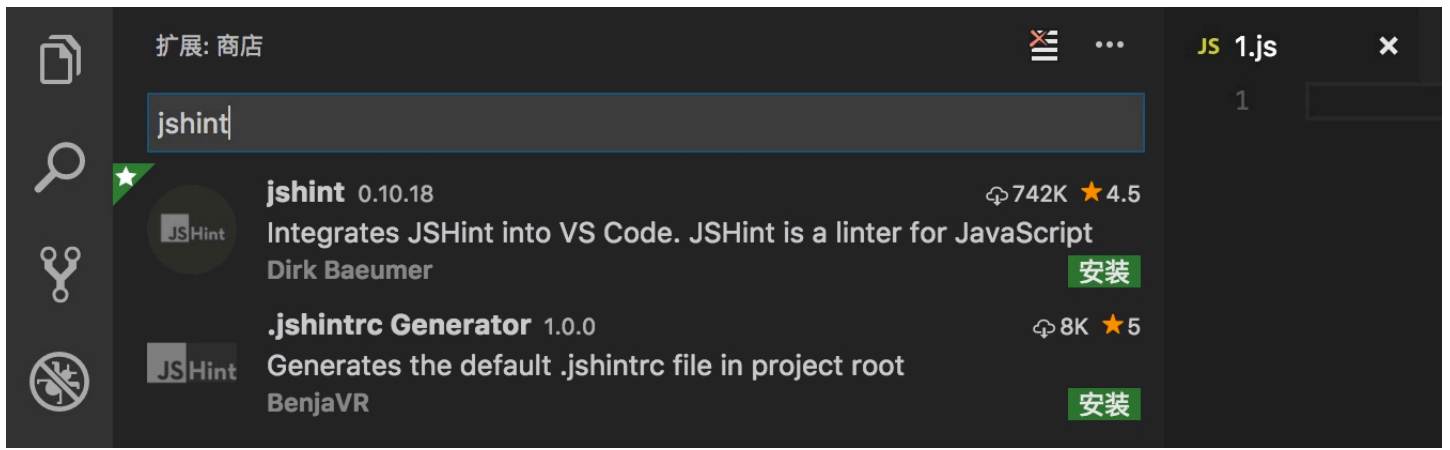 扩展: 商店
JS 1.js
1
jshint
jshint 0.10.18 742K 4.5
JSHint
Integrates JSHint into VS Code. JSHint is a linter for JavaScript
Dirk Baeumer 安装
.jshintrc Generator 1.0.0 8K 5
JSHint
Generates the default .jshintrc file in project root
BenjaVR 安装